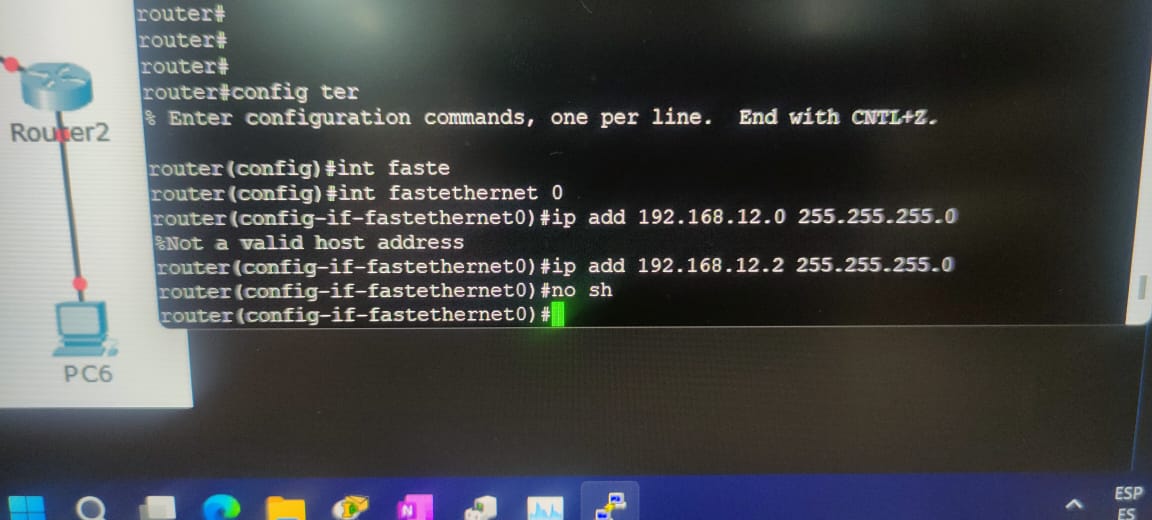 router#
router#
router#
router#config ter
% Enter configuration commands, one per line.  End with CNTL+Z.
router(config)#int faste
router(config)#int fastethernet 0
router(config-if-fastethernet0)#ip add 192.168.12.0 255.255.255.0
%Not a valid host address
router(config-if-fastethernet0)#ip add 192.168.12.2 255.255.255.0
router(config-if-fastethernet0)#no sh
router(config-if-fastethernet0)#
Router2
PC6
N
ESP
ES